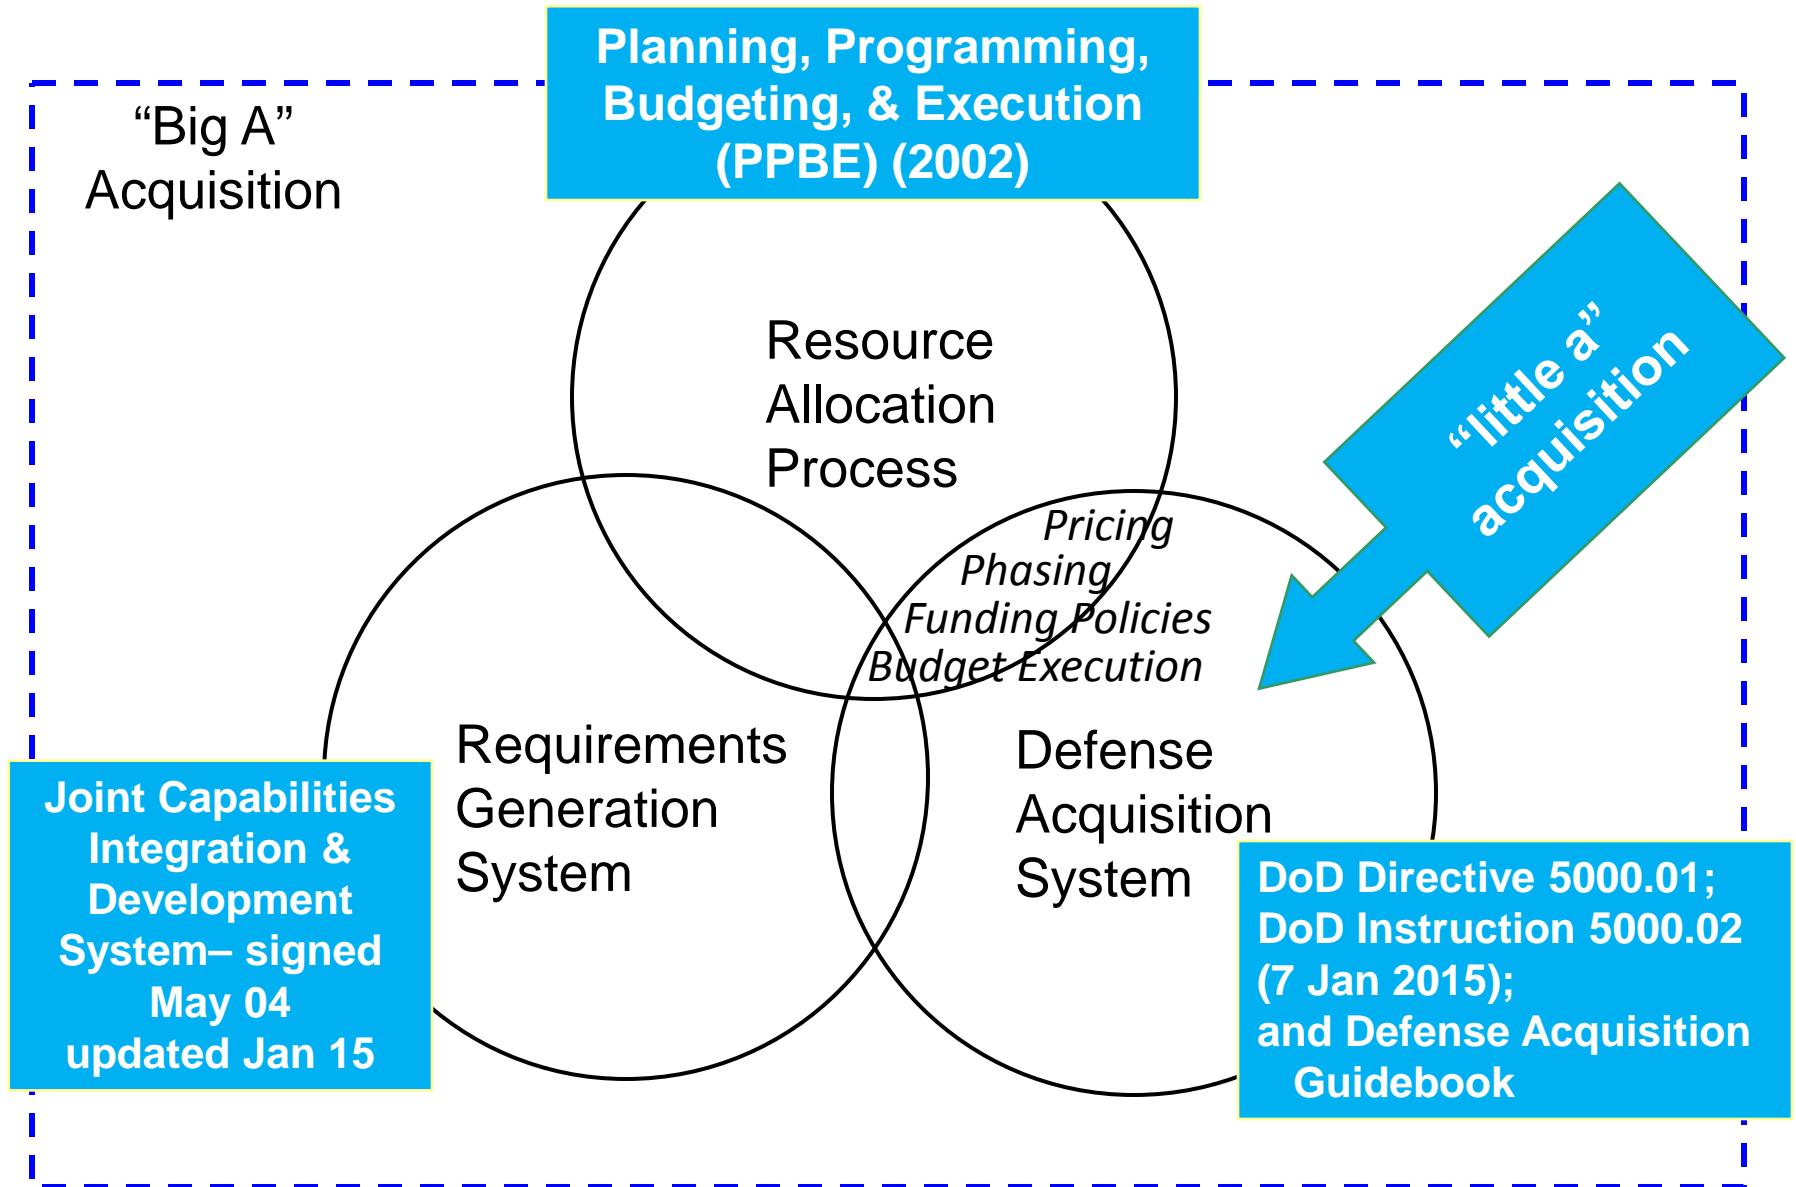 Planning, Programming,
Budgeting, & Execution
(PPBE) (2002)
“Big A”
Acquisition
“little a”
acquisition
Resource
Allocation
Process
Pricing
Phasing
Funding Policies
Budget Execution
Requirements
Generation
System
Defense
Acquisition
System
Joint Capabilities
Integration &
Development
System– signed
May 04
updated Jan 15
DoD Directive 5000.01;
DoD Instruction 5000.02
(7 Jan 2015);
and Defense Acquisition
Guidebook